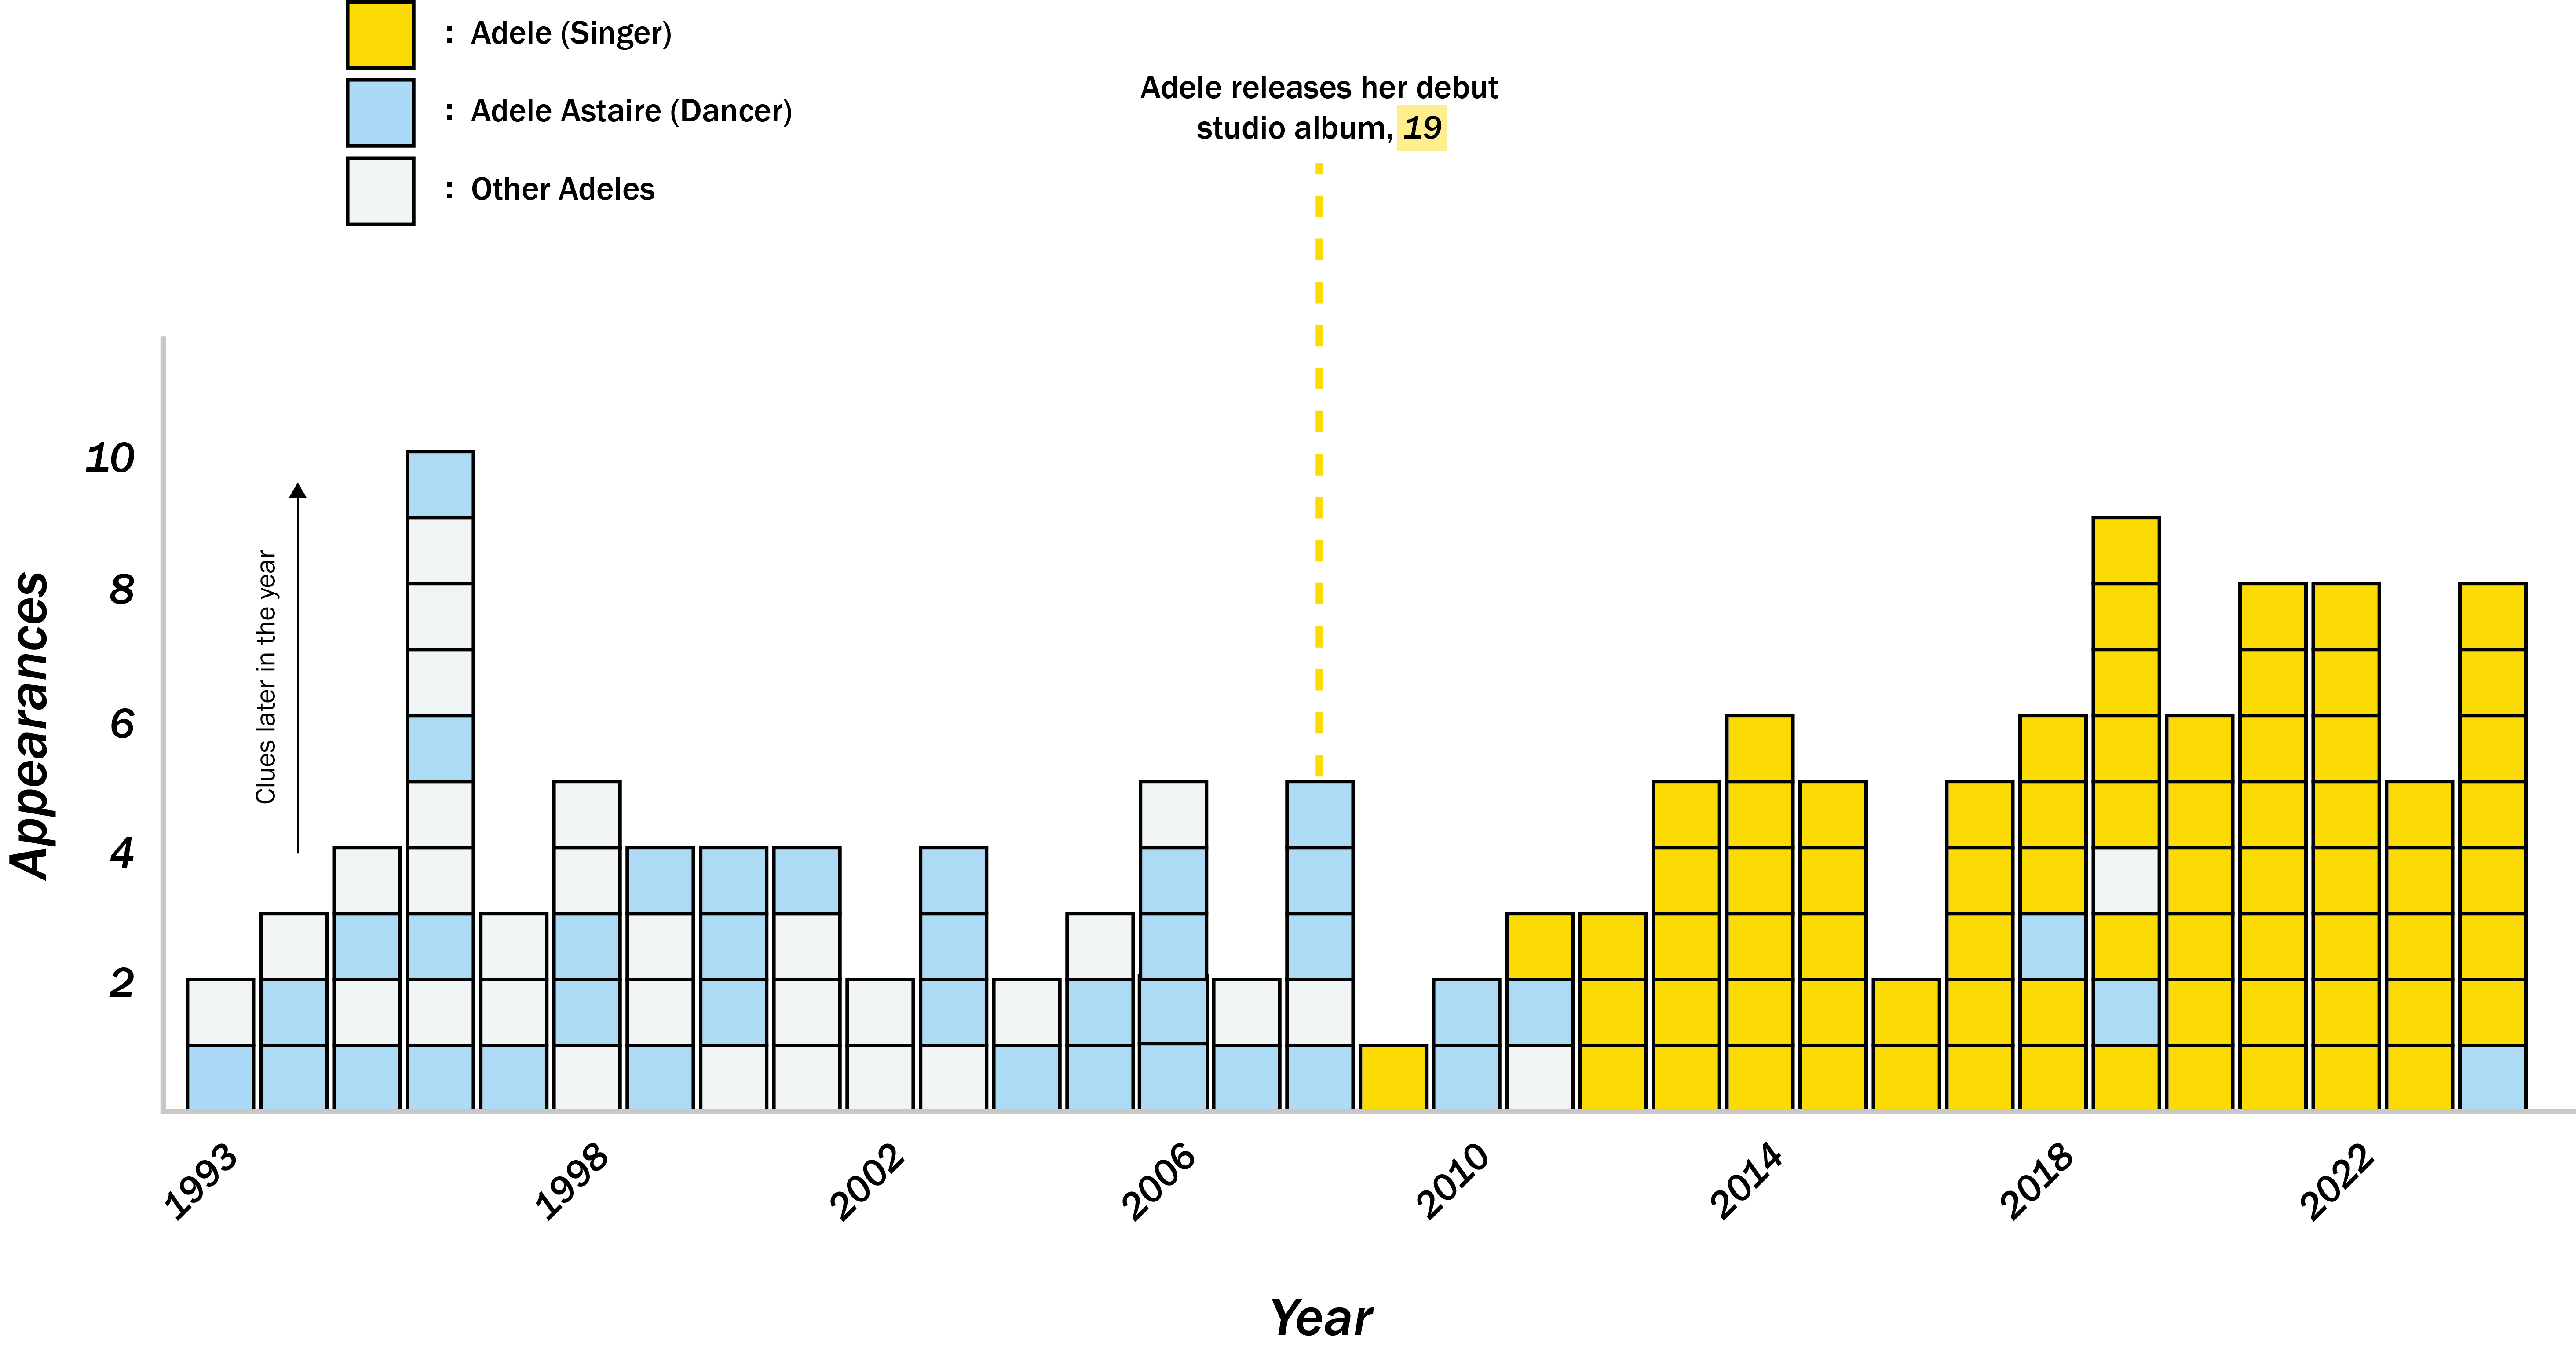 : Adele (Singer)
: Adele Astaire (Dancer)
: Other Adeles
Adele releases her debut
studio album, 19
Appearances
10
8
6
4
2
Clues later in the year
1993
1998
2002
2006
2010
2014
2018
2022
Year